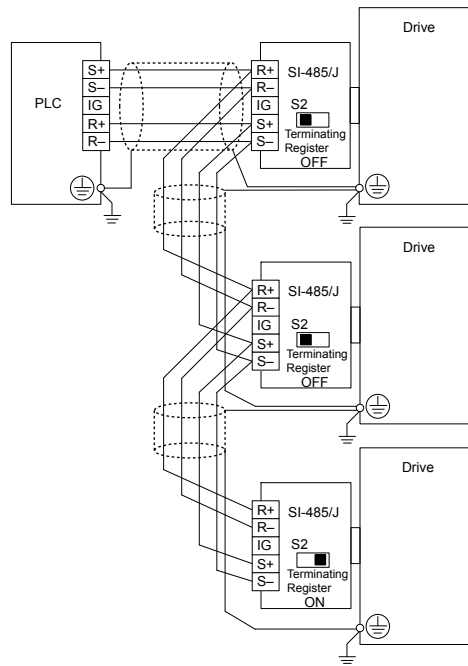 Drive
PLC
S+
S–
IG
R+
R–
R+
R–
IG
S+
S–
SI-485/J
S2
Terminating
Register
OFF
Drive
R+
R–
IG
S+
S–
SI-485/J
S2
Terminating
Register
OFF
Drive
R+
R–
IG
S+
S–
SI-485/J
S2
Terminating
Register
ON